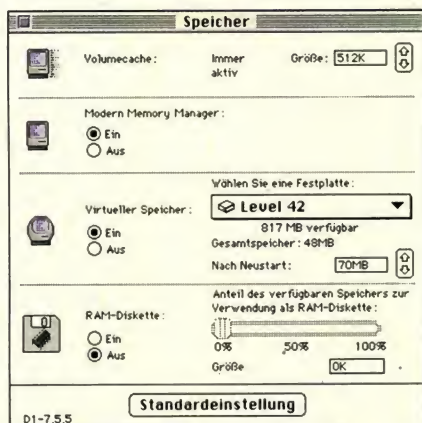 Speicher
Volumecache: Immer aktiv Größe: 512K
Modern Memory Manager:
Ein
Aus
Wählen Sie eine Festplatte:
Virtueller Speicher: Level 42
Ein 817 MB verfügbar
Aus Gesamtspeicher: 48MB
Nach Neustart: 70MB
Anteil des verfügbaren Speichers zur
RAM-Diskette: Verwendung als RAM-Diskette:
Ein
Aus
0% 50% 100%
Größe 0K
Standardeinstellung
D1-7.5.5